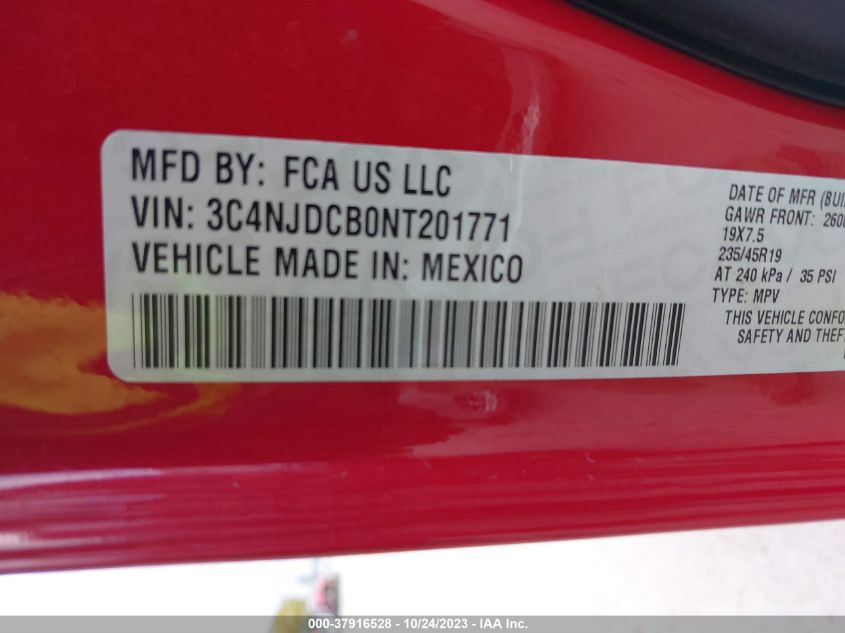 MFD BY: FCA US LLC
VIN: 3C4NJDCB0NT201771
VEHICLE MADE IN: MEXICO
DATE OF MFR
GAWR FRONT:
19X7.5
235/45R19
AT 240 kPa / 35 PSI
TYPE: MPV
THIS VEHICLE
SAFETY AND
000-37916528 - 10/24/2023 - IAA Inc.